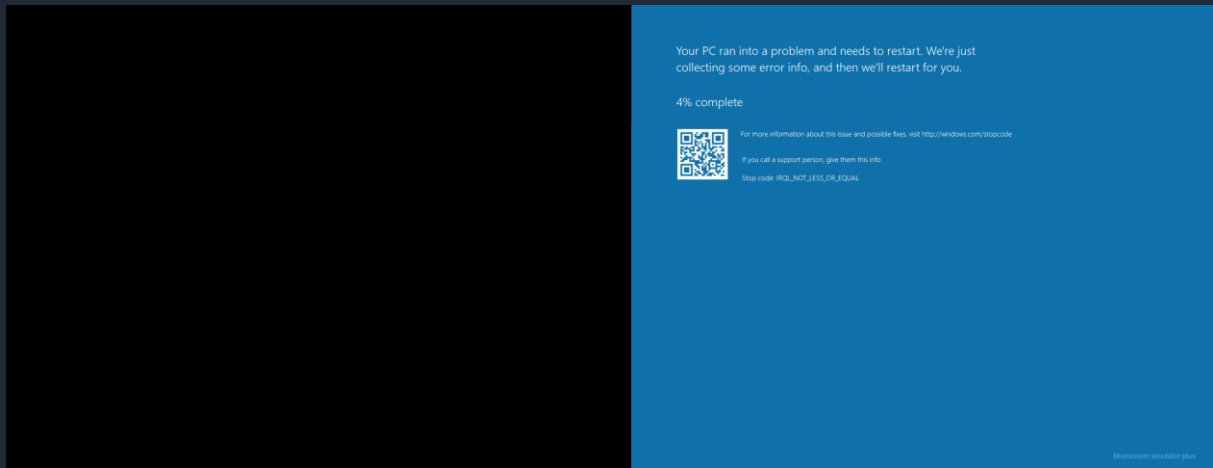 Your PC ran into a problem and needs to restart. We're just
collecting some error info, and then we'll restart for you.
4% complete
For more information about this issue and possible fixes, visit http://windows.com/stopcode
If you call a support person, give them this info:
Stop code: IRQL_NOT_LESS_OR_EQUAL
bluescreen simulator plus